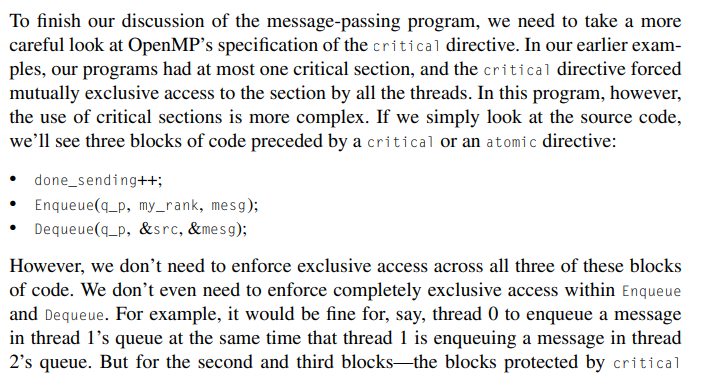 To finish our discussion of the message-passing program, we need to take a more
careful look at OpenMP's specification of the critical directive. In our earlier exam-
ples, our programs had at most one critical section, and the critical directive forced
mutually exclusive access to the section by all the threads. In this program, however,
the use of critical sections is more complex. If we simply look at the source code,
we'll see three blocks of code preceded by a critical or an atomic directive:
• done_sending++;
• Enqueue(q_p, my_rank, mesg);
• Dequeue(q_p, &src, &mesg);
However, we don't need to enforce exclusive access across all three of these blocks
of code. We don't even need to enforce completely exclusive access within Enqueue
and Dequeue. For example, it would be fine for, say, thread 0 to enqueue a message
in thread 1's queue at the same time that thread 1 is enqueuing a message in thread
2's queue. But for the second and third blocks—the blocks protected by critical